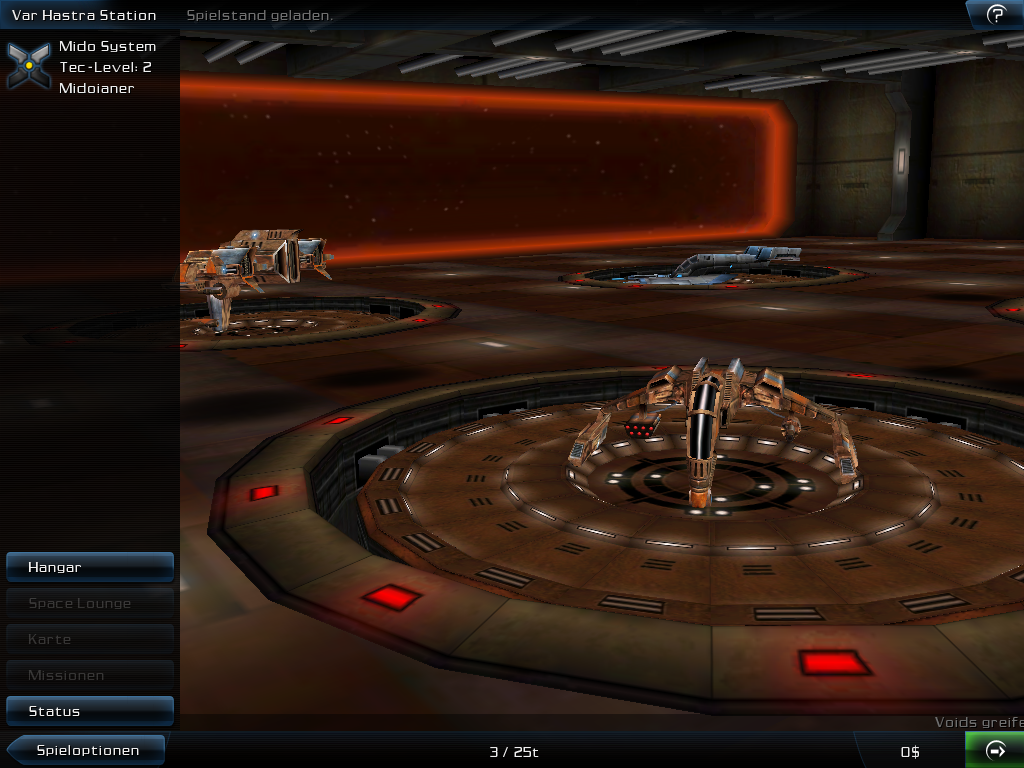 Var Hastra Station
Spielstand geladen.
Mido System
Tec-Level: 2
Midoianer
Hangar
Space Lounge
Karte
Missionen
Status
Voids greife
Spieloptionen
3 / 25t
0$